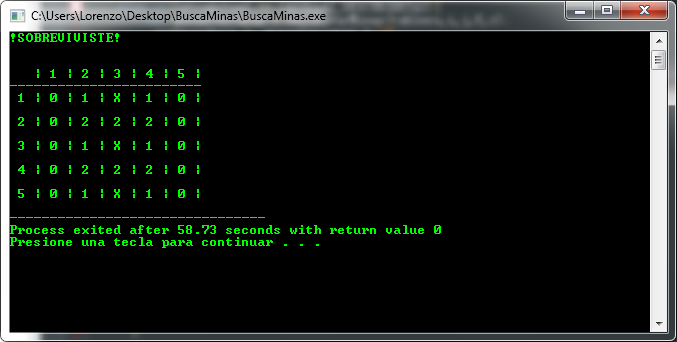 C:\Users\Lorenzo\Desktop\BuscaMinas\BuscaMinas.exe
!SOBREVIVISTE!
¦ 1 ¦ 2 ¦ 3 ¦ 4 ¦ 5 ¦
------------------------
1 ¦ 0 ¦ 1 ¦ X ¦ 1 ¦ 0 ¦
2 ¦ 0 ¦ 2 ¦ 2 ¦ 2 ¦ 0 ¦
3 ¦ 0 ¦ 1 ¦ X ¦ 1 ¦ 0 ¦
4 ¦ 0 ¦ 2 ¦ 2 ¦ 2 ¦ 0 ¦
5 ¦ 0 ¦ 1 ¦ X ¦ 1 ¦ 0 ¦
--------------------------------
Process exited after 58.73 seconds with return value 0
Presione una tecla para continuar . . .